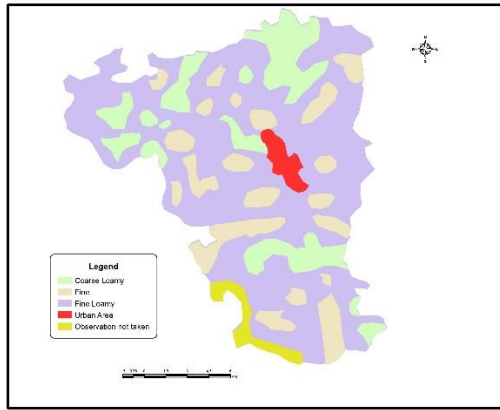 N
W E
S
Legend
Coarse Loamy
Fine
Fine Loamy
Urban Area
Observation not taken